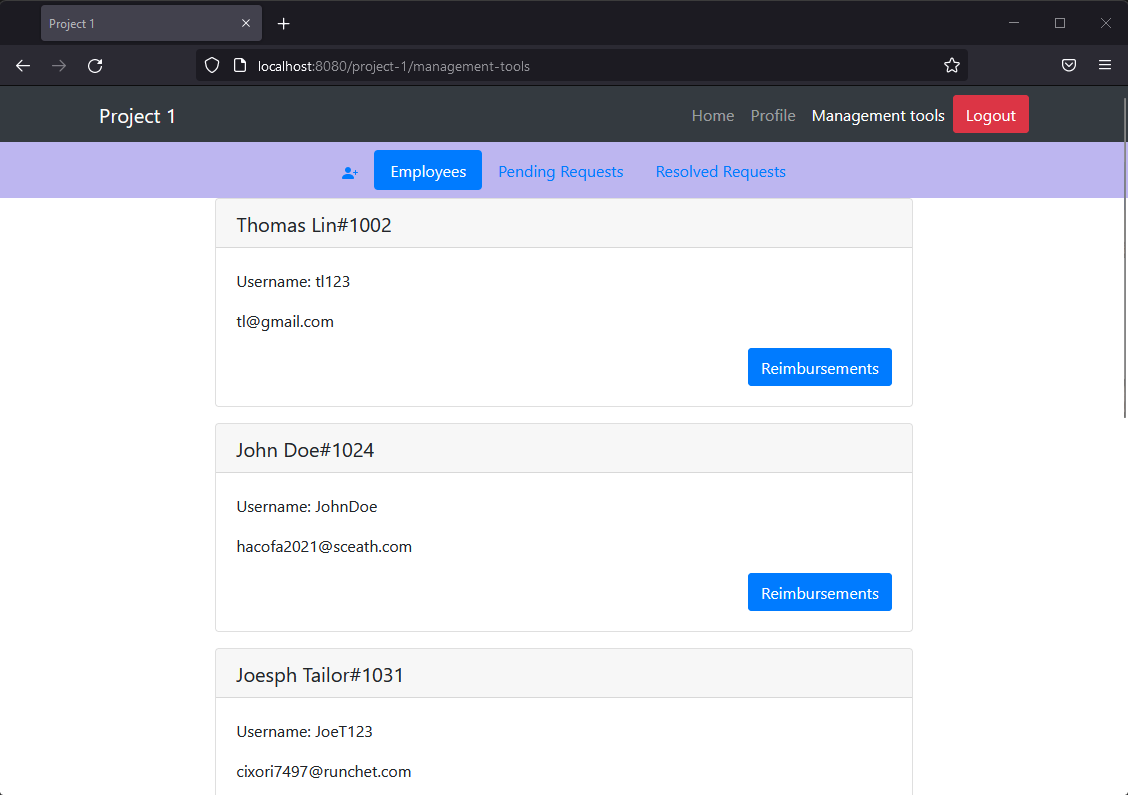 Project 1
localhost:8080/project-1/management-tools
Project 1 Home Profile Management tools Logout
Employees Pending Requests Resolved Requests
Thomas Lin#1002
Username: tl123
tl@gmail.com
Reimbursements
John Doe#1024
Username: JohnDoe
hacofa2021@sceath.com
Reimbursements
Joesph Tailor#1031
Username: JoeT123
cixori7497@runchet.com